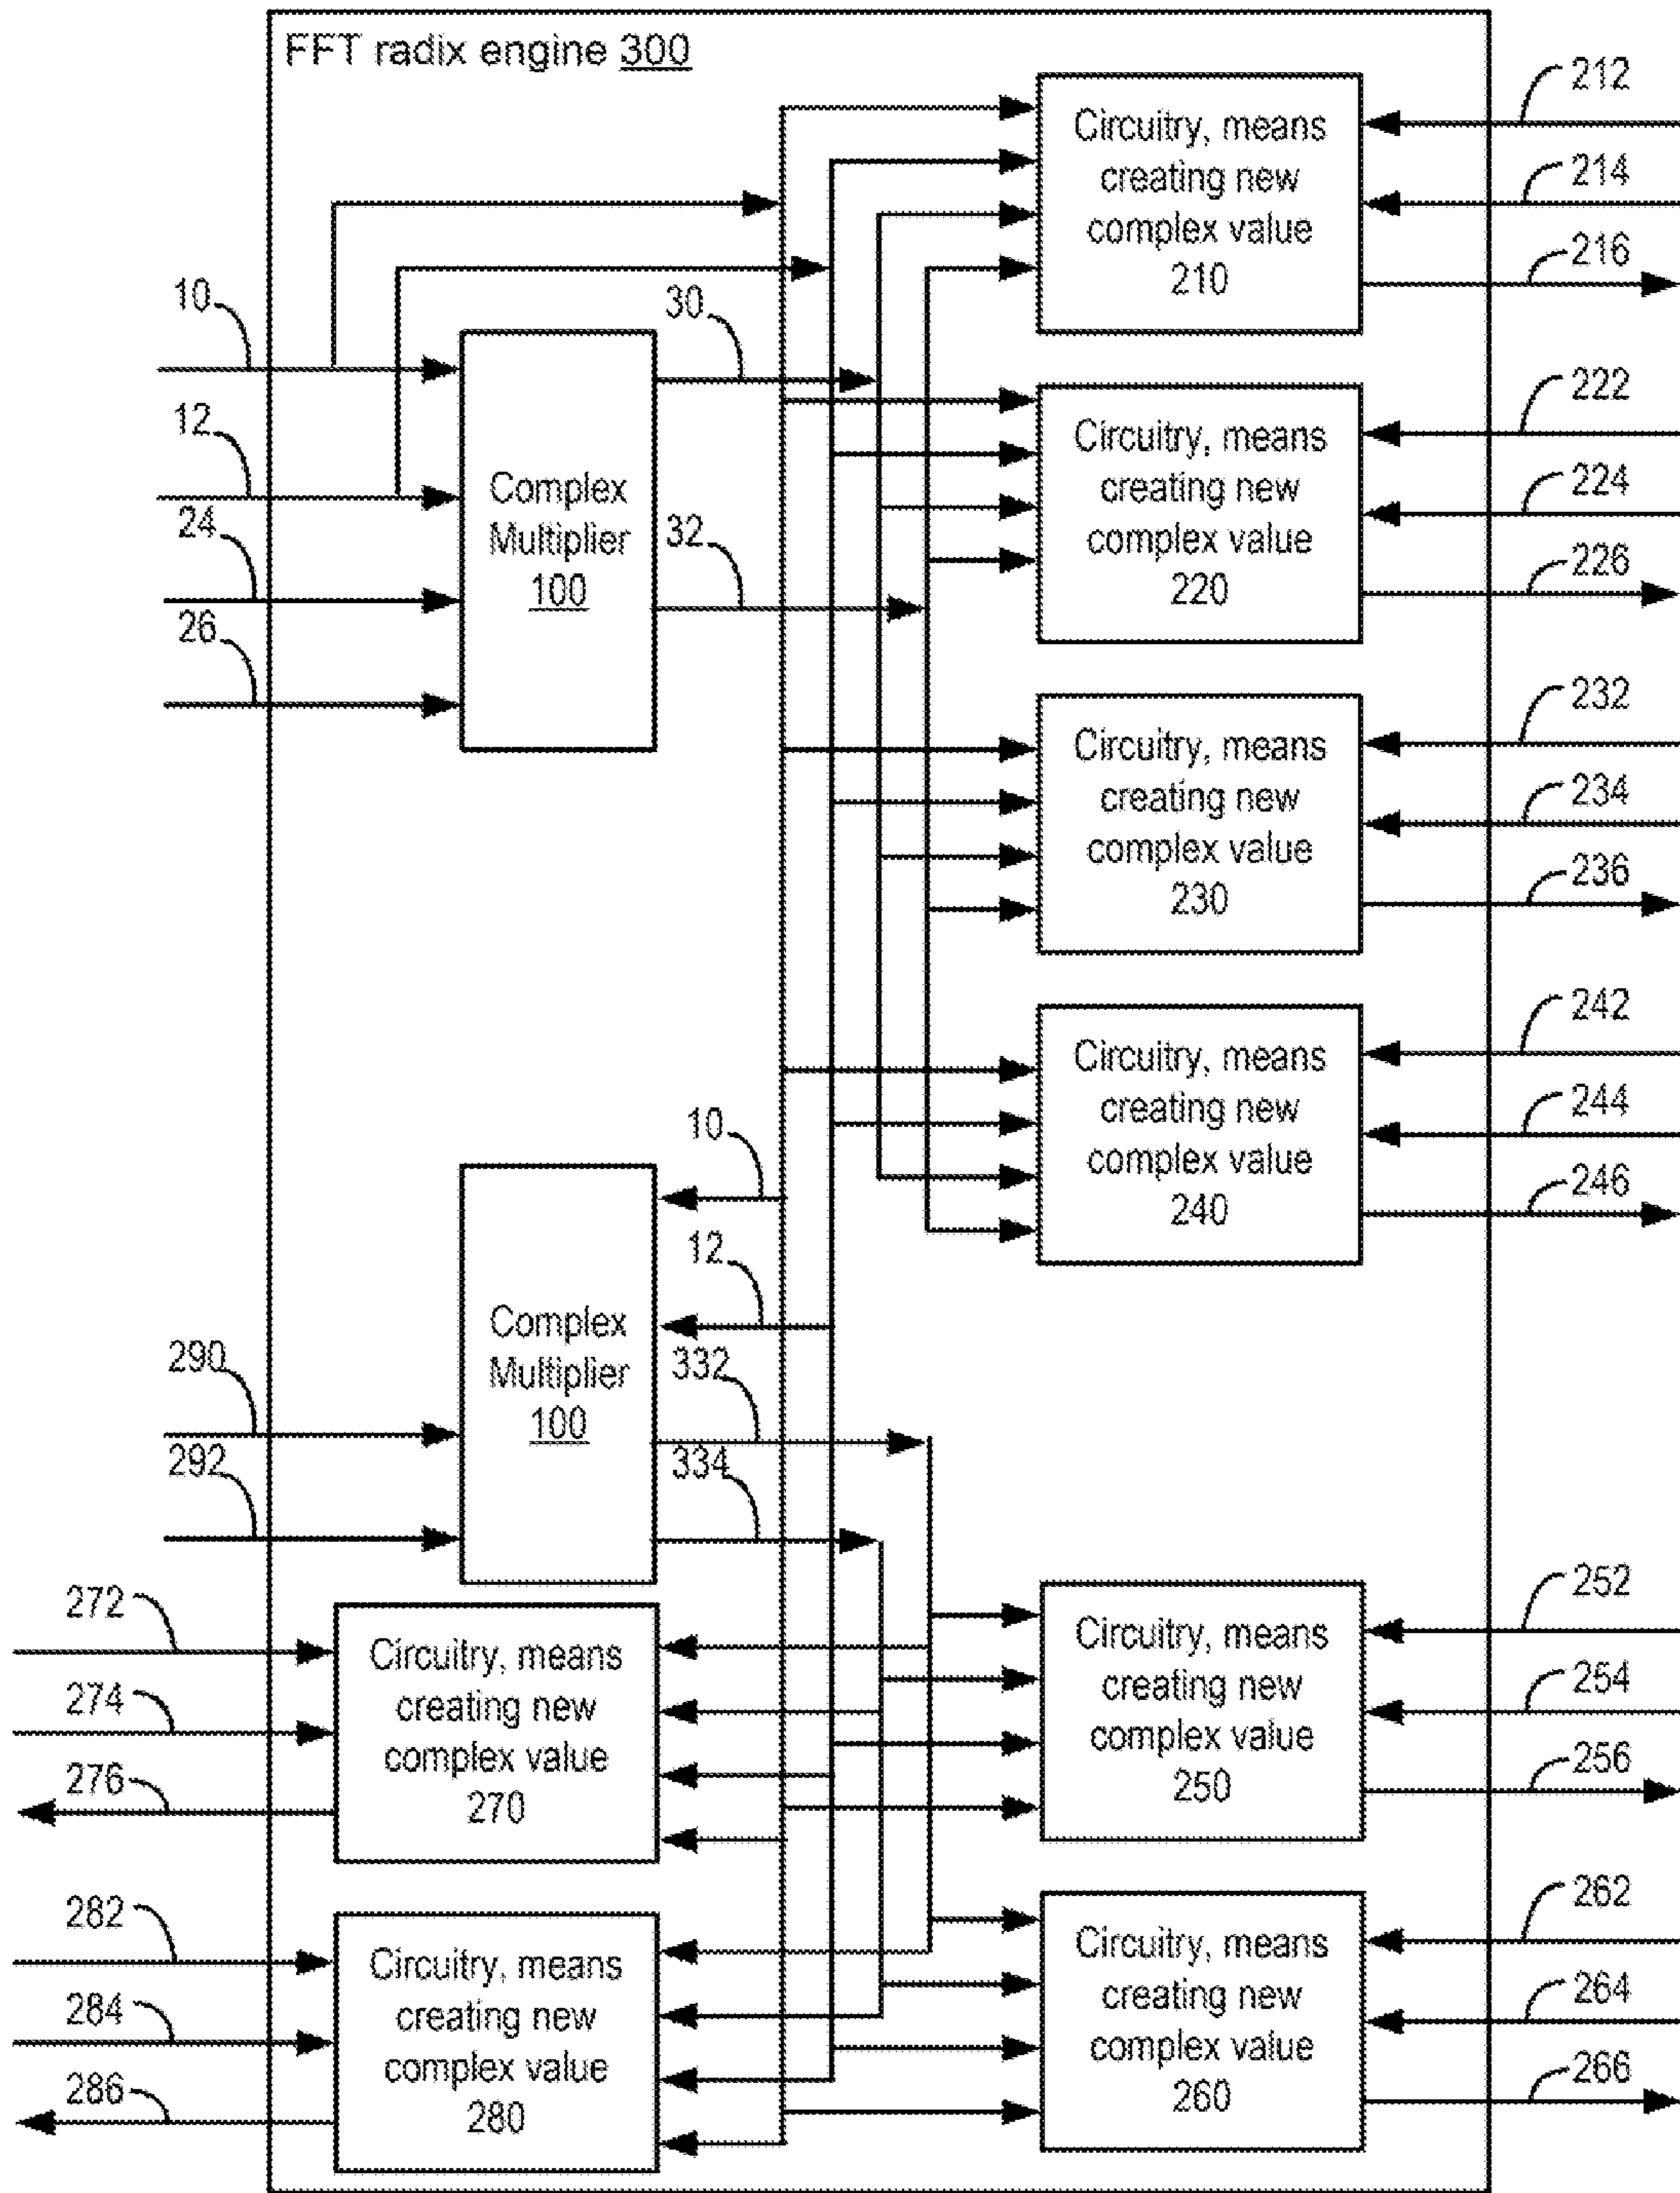 FFT radix engine 300
10
12
24
26
Complex
Multiplier
100
30
32
Circuitry, means
creating new
complex value
210
212
214
216
Circuitry, means
creating new
complex value
220
222
224
226
Circuitry, means
creating new
complex value
230
232
234
236
Circuitry, means
creating new
complex value
240
242
244
246
10
12
Complex
Multiplier
100
290
292
332
334
272
274
276
Circuitry, means
creating new
complex value
270
Circuitry, means
creating new
complex value
250
252
254
256
282
284
286
Circuitry, means
creating new
complex value
280
Circuitry, means
creating new
complex value
260
262
264
266